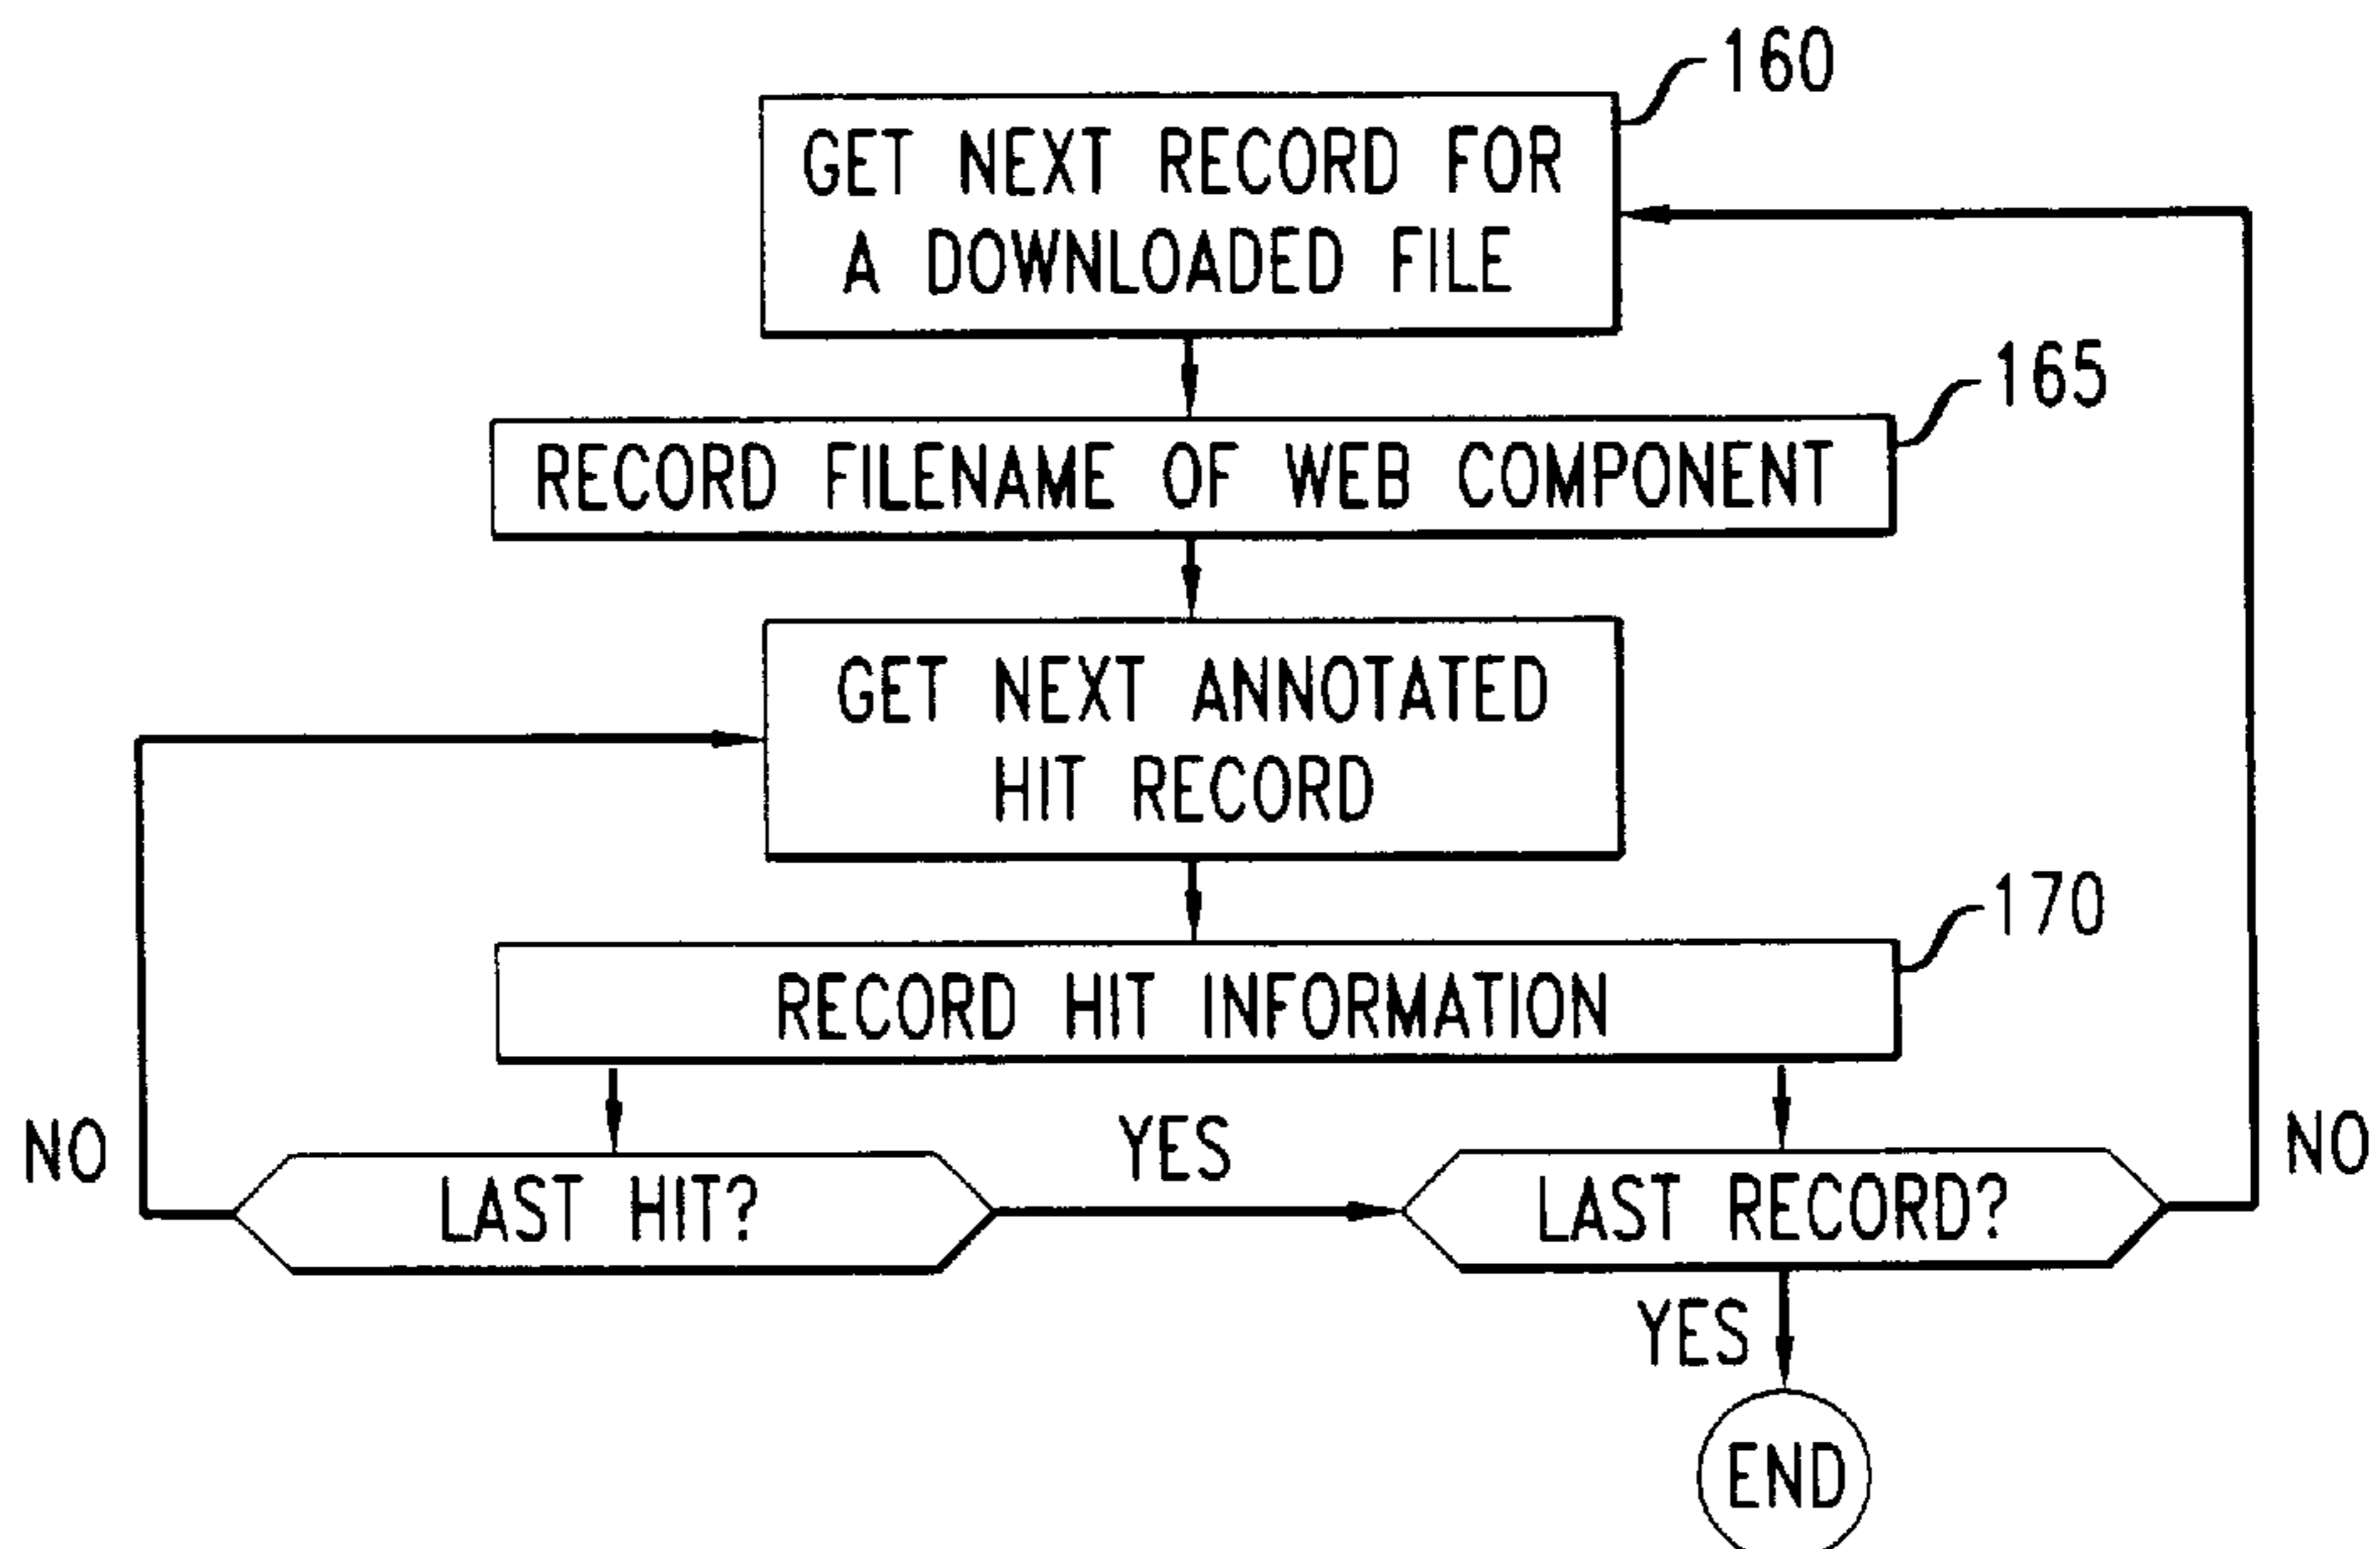 160
GET NEXT RECORD FOR
A DOWNLOADED FILE
165
RECORD FILENAME OF WEB COMPONENT
GET NEXT ANNOTATED
HIT RECORD
170
RECORD HIT INFORMATION
NO
YES
NO
LAST HIT?
LAST RECORD?
YES
END